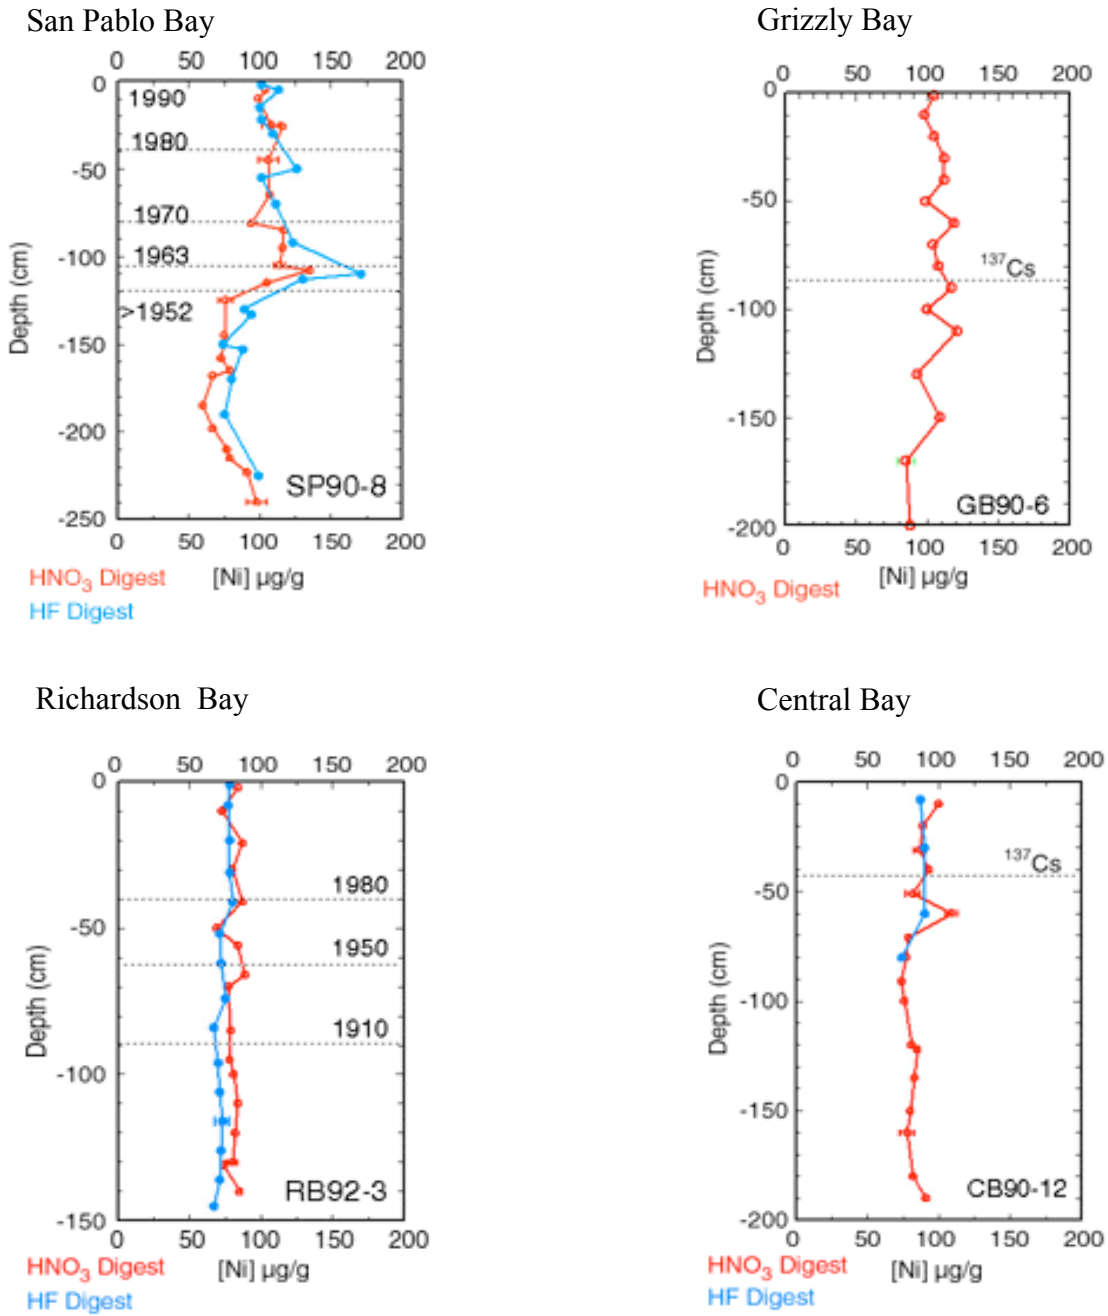 San Pablo Bay
0 50 100 150 200
0
-50
-100
-150
-200
-250
Depth (cm)
1990
1980
1970
1963
>1952
SP90-8
0 50 100 150 200
HNO3 Digest [Ni] µg/g
HF Digest
Grizzly Bay
0 50 100 150 200
0
-50
-100
-150
-200
Depth (cm)
137Cs
GB90-6
0 50 100 150 200
HNO3 Digest [Ni] µg/g
Richardson Bay
0 50 100 150 200
0
-50
-100
-150
Depth (cm)
1980
1950
1910
RB92-3
0 50 100 150 200
HNO3 Digest [Ni] µg/g
HF Digest
Central Bay
0 50 100 150 200
0
-50
-100
-150
-200
Depth (cm)
137Cs
CB90-12
0 50 100 150 200
HNO3 Digest [Ni] µg/g
HF Digest